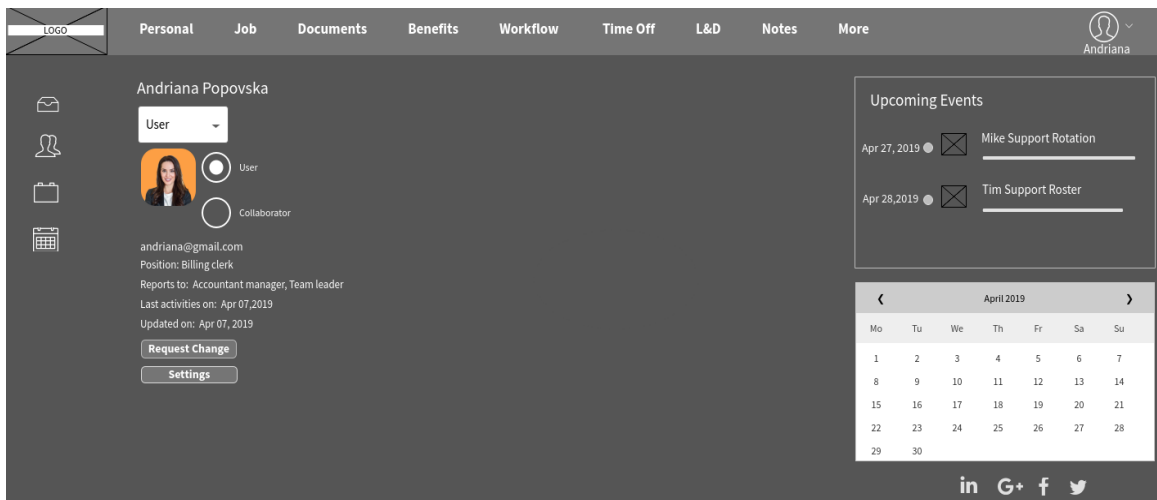 LOGO
Personal Job Documents Benefits Workflow Time Off L&D Notes More
Andriana
Andriana Popovska
User
User
Collaborator
andriana@gmail.com
Position: Billing clerk
Reports to: Accountant manager, Team leader
Last activities on: Apr 07,2019
Updated on: Apr 07, 2019
Request Change
Settings
Upcoming Events
Apr 27, 2019 Mike Support Rotation
Apr 28,2019 Tim Support Roster
April 2019
Mo Tu We Th Fr Sa Su
1 2 3 4 5 6 7
8 9 10 11 12 13 14
15 16 17 18 19 20 21
22 23 24 25 26 27 28
29 30
in G+ f